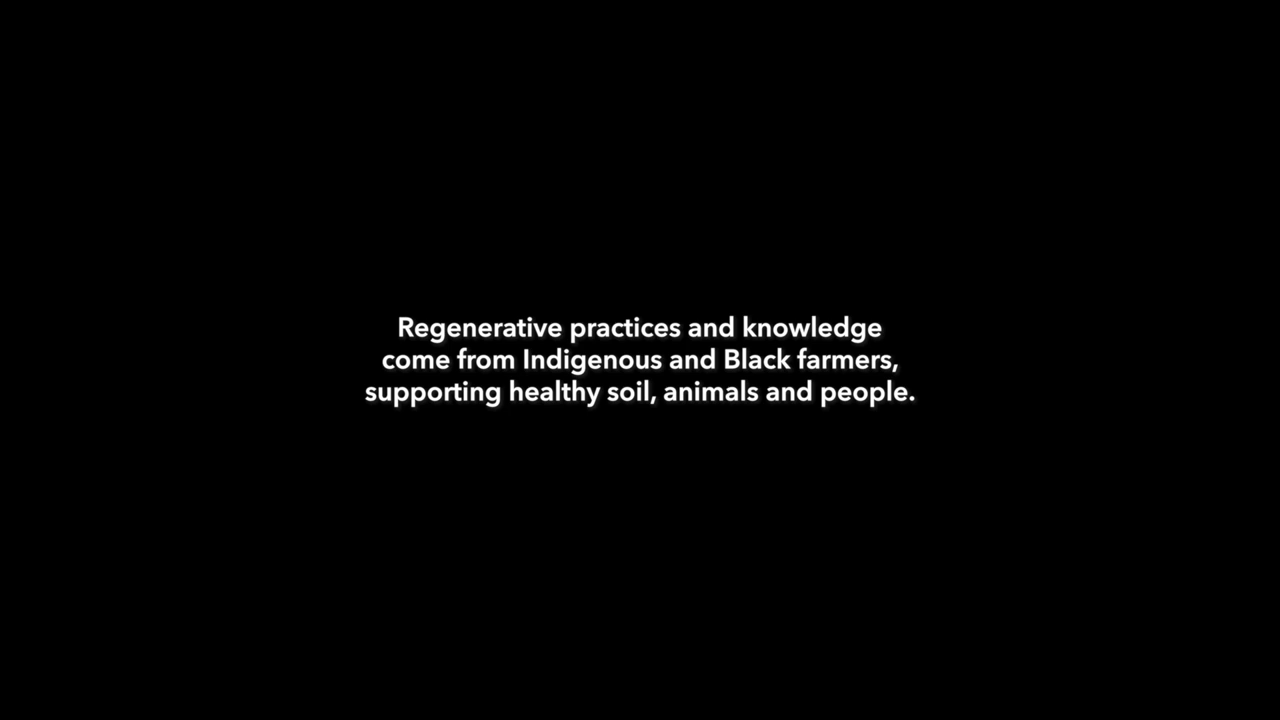 Regenerative practices and knowledge
come from Indigenous and Black farmers,
supporting healthy soil, animals and people.